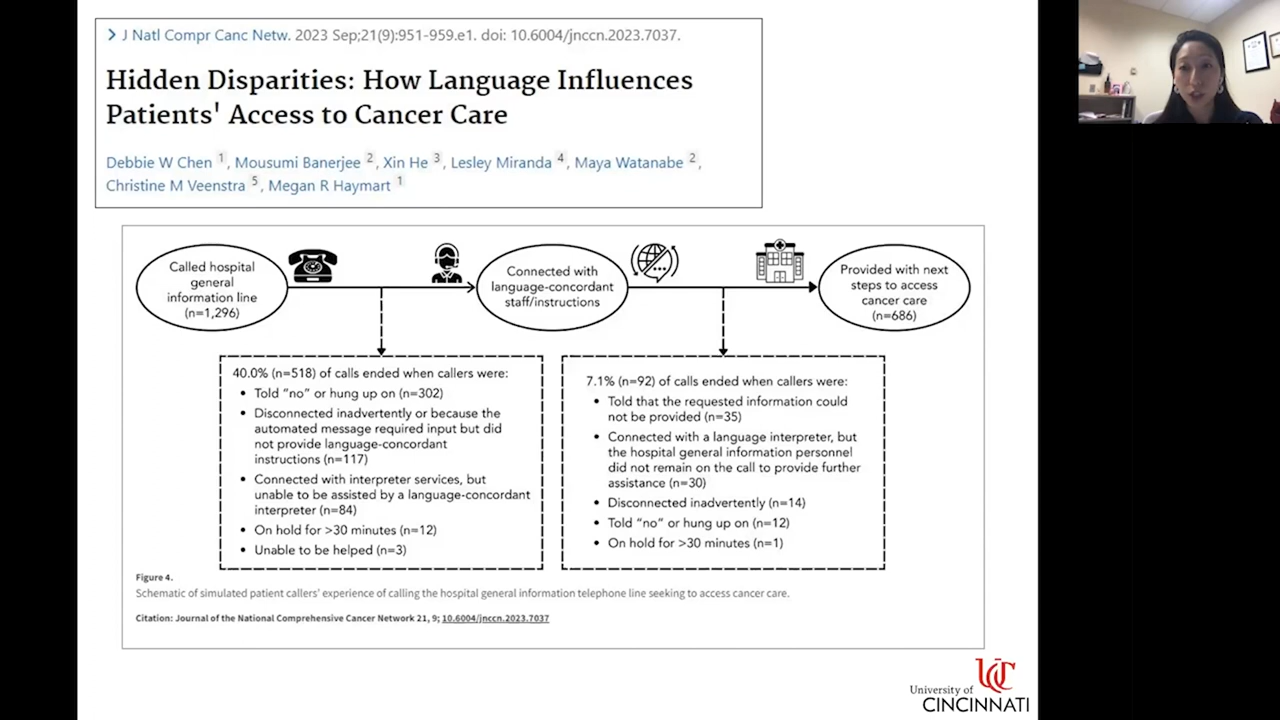 J Natl Compr Canc Netw. 2023 Sep;21(9):951-959.e1. doi: 10.6004/jnccn.2023.7037.
Hidden Disparities: How Language Influences
Patients' Access to Cancer Care
Debbie W Chen 1, Mousumi Banerjee 2, Xin He 3, Lesley Miranda 4, Maya Watanabe 2,
Christine M Veenstra 5, Megan R Haymart 1
Called hospital
general
information line
(n=1,296)
Connected with
language-concordant
staff/instructions
Provided with next
steps to access
cancer care
(n=686)
40.0% (n=518) of calls ended when callers were:
• Told “no” or hung up on (n=302)
• Disconnected inadvertently or because the
automated message required input but did
not provide language-concordant
instructions (n=117)
• Connected with interpreter services, but
unable to be assisted by a language-concordant
interpreter (n=84)
• On hold for >30 minutes (n=12)
• Unable to be helped (n=3)
7.1% (n=92) of calls ended when callers were:
• Told that the requested information could
not be provided (n=35)
• Connected with a language interpreter, but
the hospital general information personnel
did not remain on the call to provide further
assistance (n=30)
• Disconnected inadvertently (n=14)
• Told “no” or hung up on (n=12)
• On hold for >30 minutes (n=1)
Figure 4.
Schematic of simulated patient callers’ experience of calling the hospital general information telephone line seeking to access cancer care.
Citation: Journal of the National Comprehensive Cancer Network 21, 9; 10.6004/jnccn.2023.7037
UC
University of
CINCINNATI